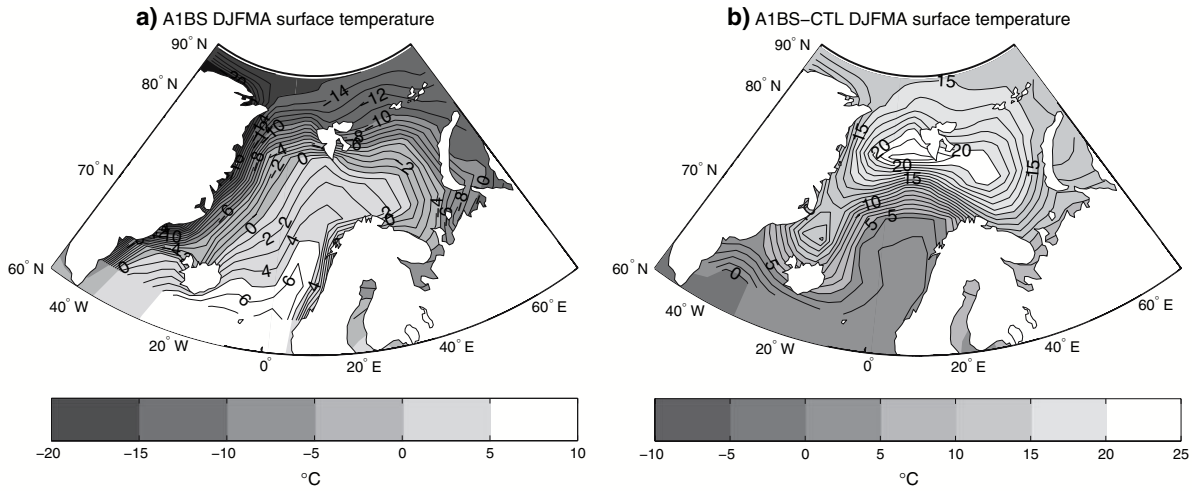 a) A1BS DJFMA surface temperature
90° N
80° N
70° N
60° N
40° W
20° W
0°
20° E
40° E
60° E
−14
−12
−10
−8
−6
−4
−2
0
2
4
6
−20 −15 −10 −5 0 5 10
°C
b) A1BS−CTL DJFMA surface temperature
90° N
80° N
70° N
60° N
40° W
20° W
0°
20° E
40° E
60° E
15
15
15
15
20
20
20
10
5
5
5
0
−10 −5 0 5 10 15 20 25
°C